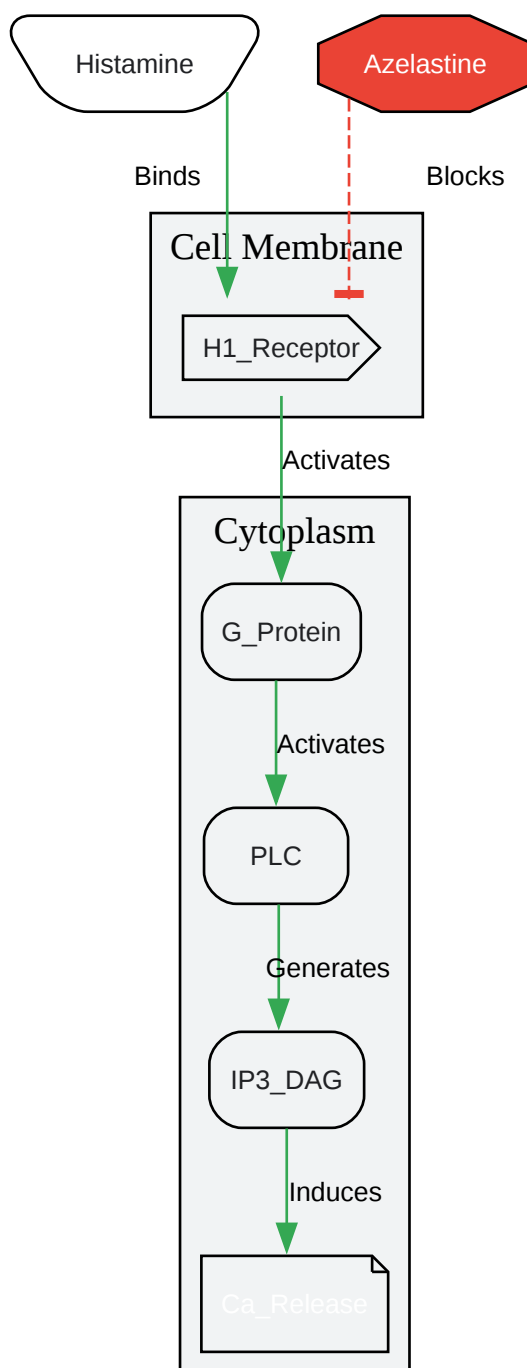 Histamine
Azelastine
Binds
Blocks
Cell Membrane
H1_Receptor
Activates
Cytoplasm
G_Protein
Activates
PLC
Generates
IP3_DAG
Induces
Ca_Release